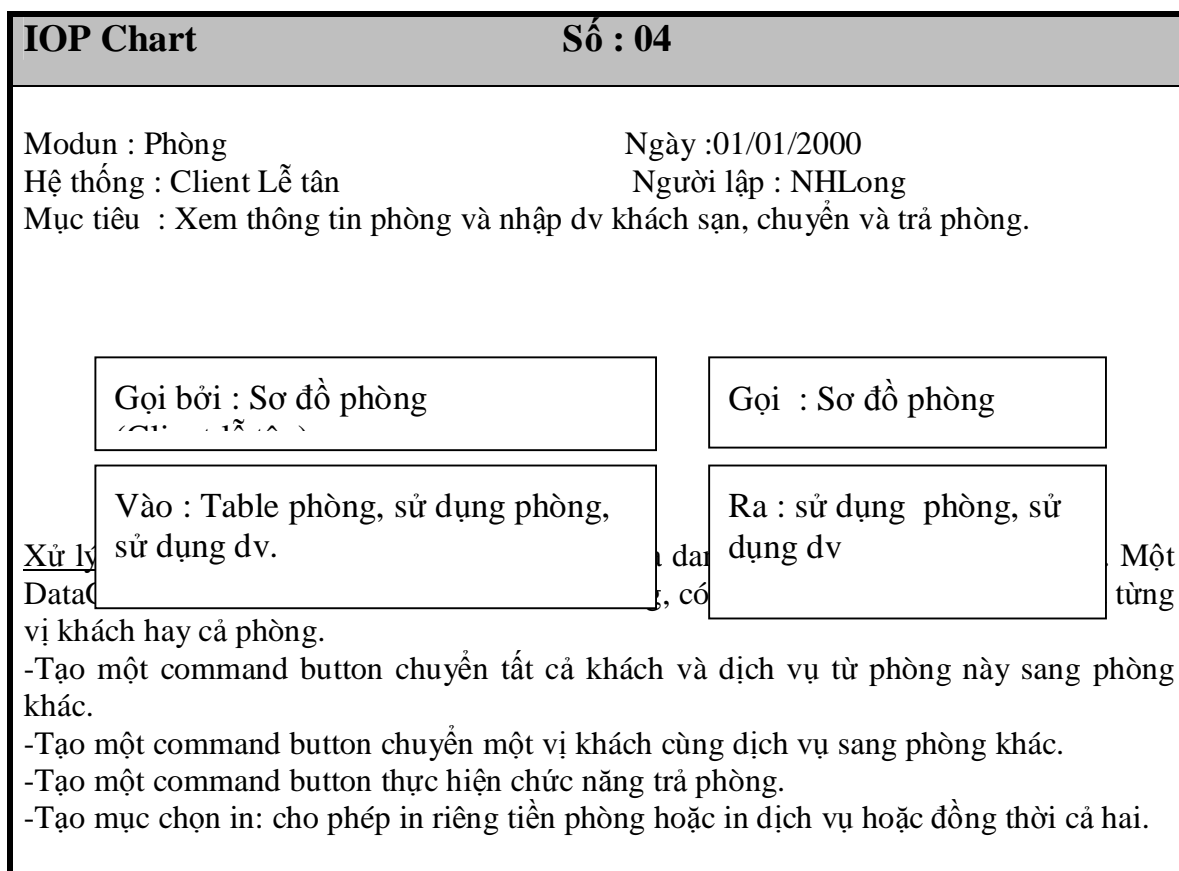 IOP Chart Số : 04
Modun : Phòng Ngày :01/01/2000
Hệ thống : Client Lễ tân Người lập : NHLong
Mục tiêu : Xem thông tin phòng và nhập dv khách sạn, chuyển và trả phòng.
Gọi bởi : Sơ đồ phòng
Gọi : Sơ đồ phòng
Vào : Table phòng, sử dụng phòng,
sử dụng dv.
Ra : sử dụng phòng, sử
dụng dv
Xử lý . Một
, có từng
vị khách hay cả phòng.
-Tạo một command button chuyển tất cả khách và dịch vụ từ phòng này sang phòng
khác.
-Tạo một command button chuyển một vị khách cùng dịch vụ sang phòng khác.
-Tạo một command button thực hiện chức năng trả phòng.
-Tạo mục chọn in: cho phép in riêng tiền phòng hoặc in dịch vụ hoặc đồng thời cả hai.